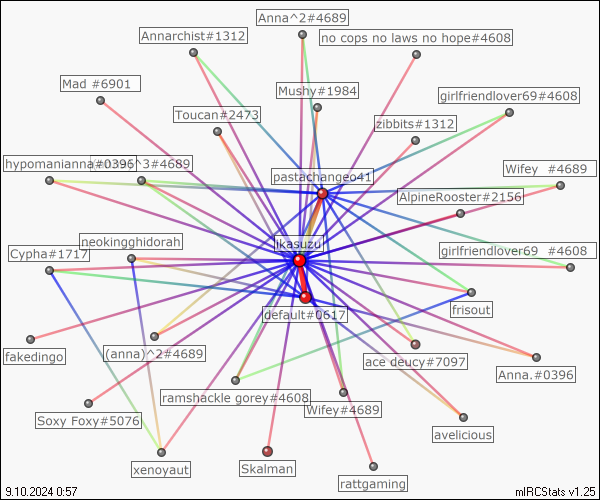 Anna^2#4689
Annarchist#1312
no cops no laws no hope#4608
Mad #6901
Mushy#1984
girlfriendlover69#4608
Toucan#2473
zibbits#1312
hypomanianna#0396
^3#4689
pastachangeo41
Wifey #4689
AlpineRooster#2156
neokingghidorah
ikasuzu
Cypha#1717
girlfriendlover69 #4608
frisout
default#0617
fakedingo
(anna)^2#4689
ace deucy#7097
Anna.#0396
ramshackle gorey#4608
Wifey#4689
Soxy Foxy#5076
avelicious
xenoyaut
Skalman
rattgaming
9.10.2024 0:57
mIRCStats v1.25